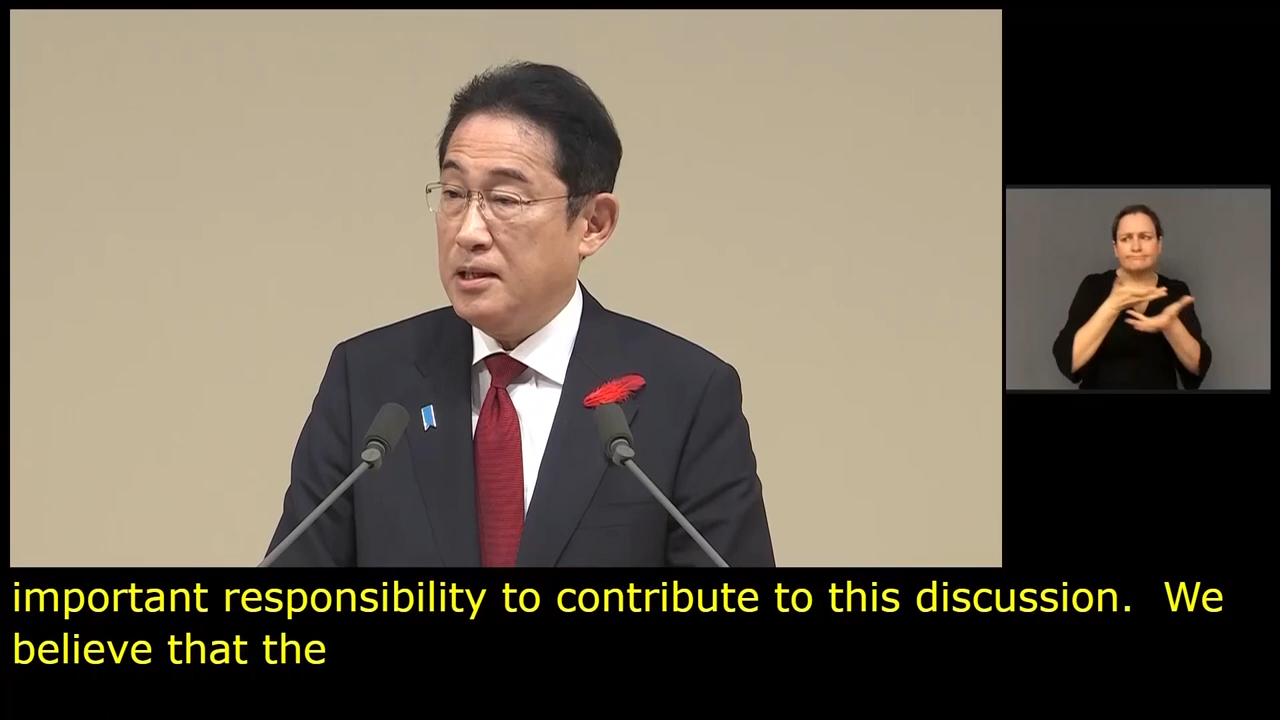 important responsibility to contribute to this discussion.  We
believe that the